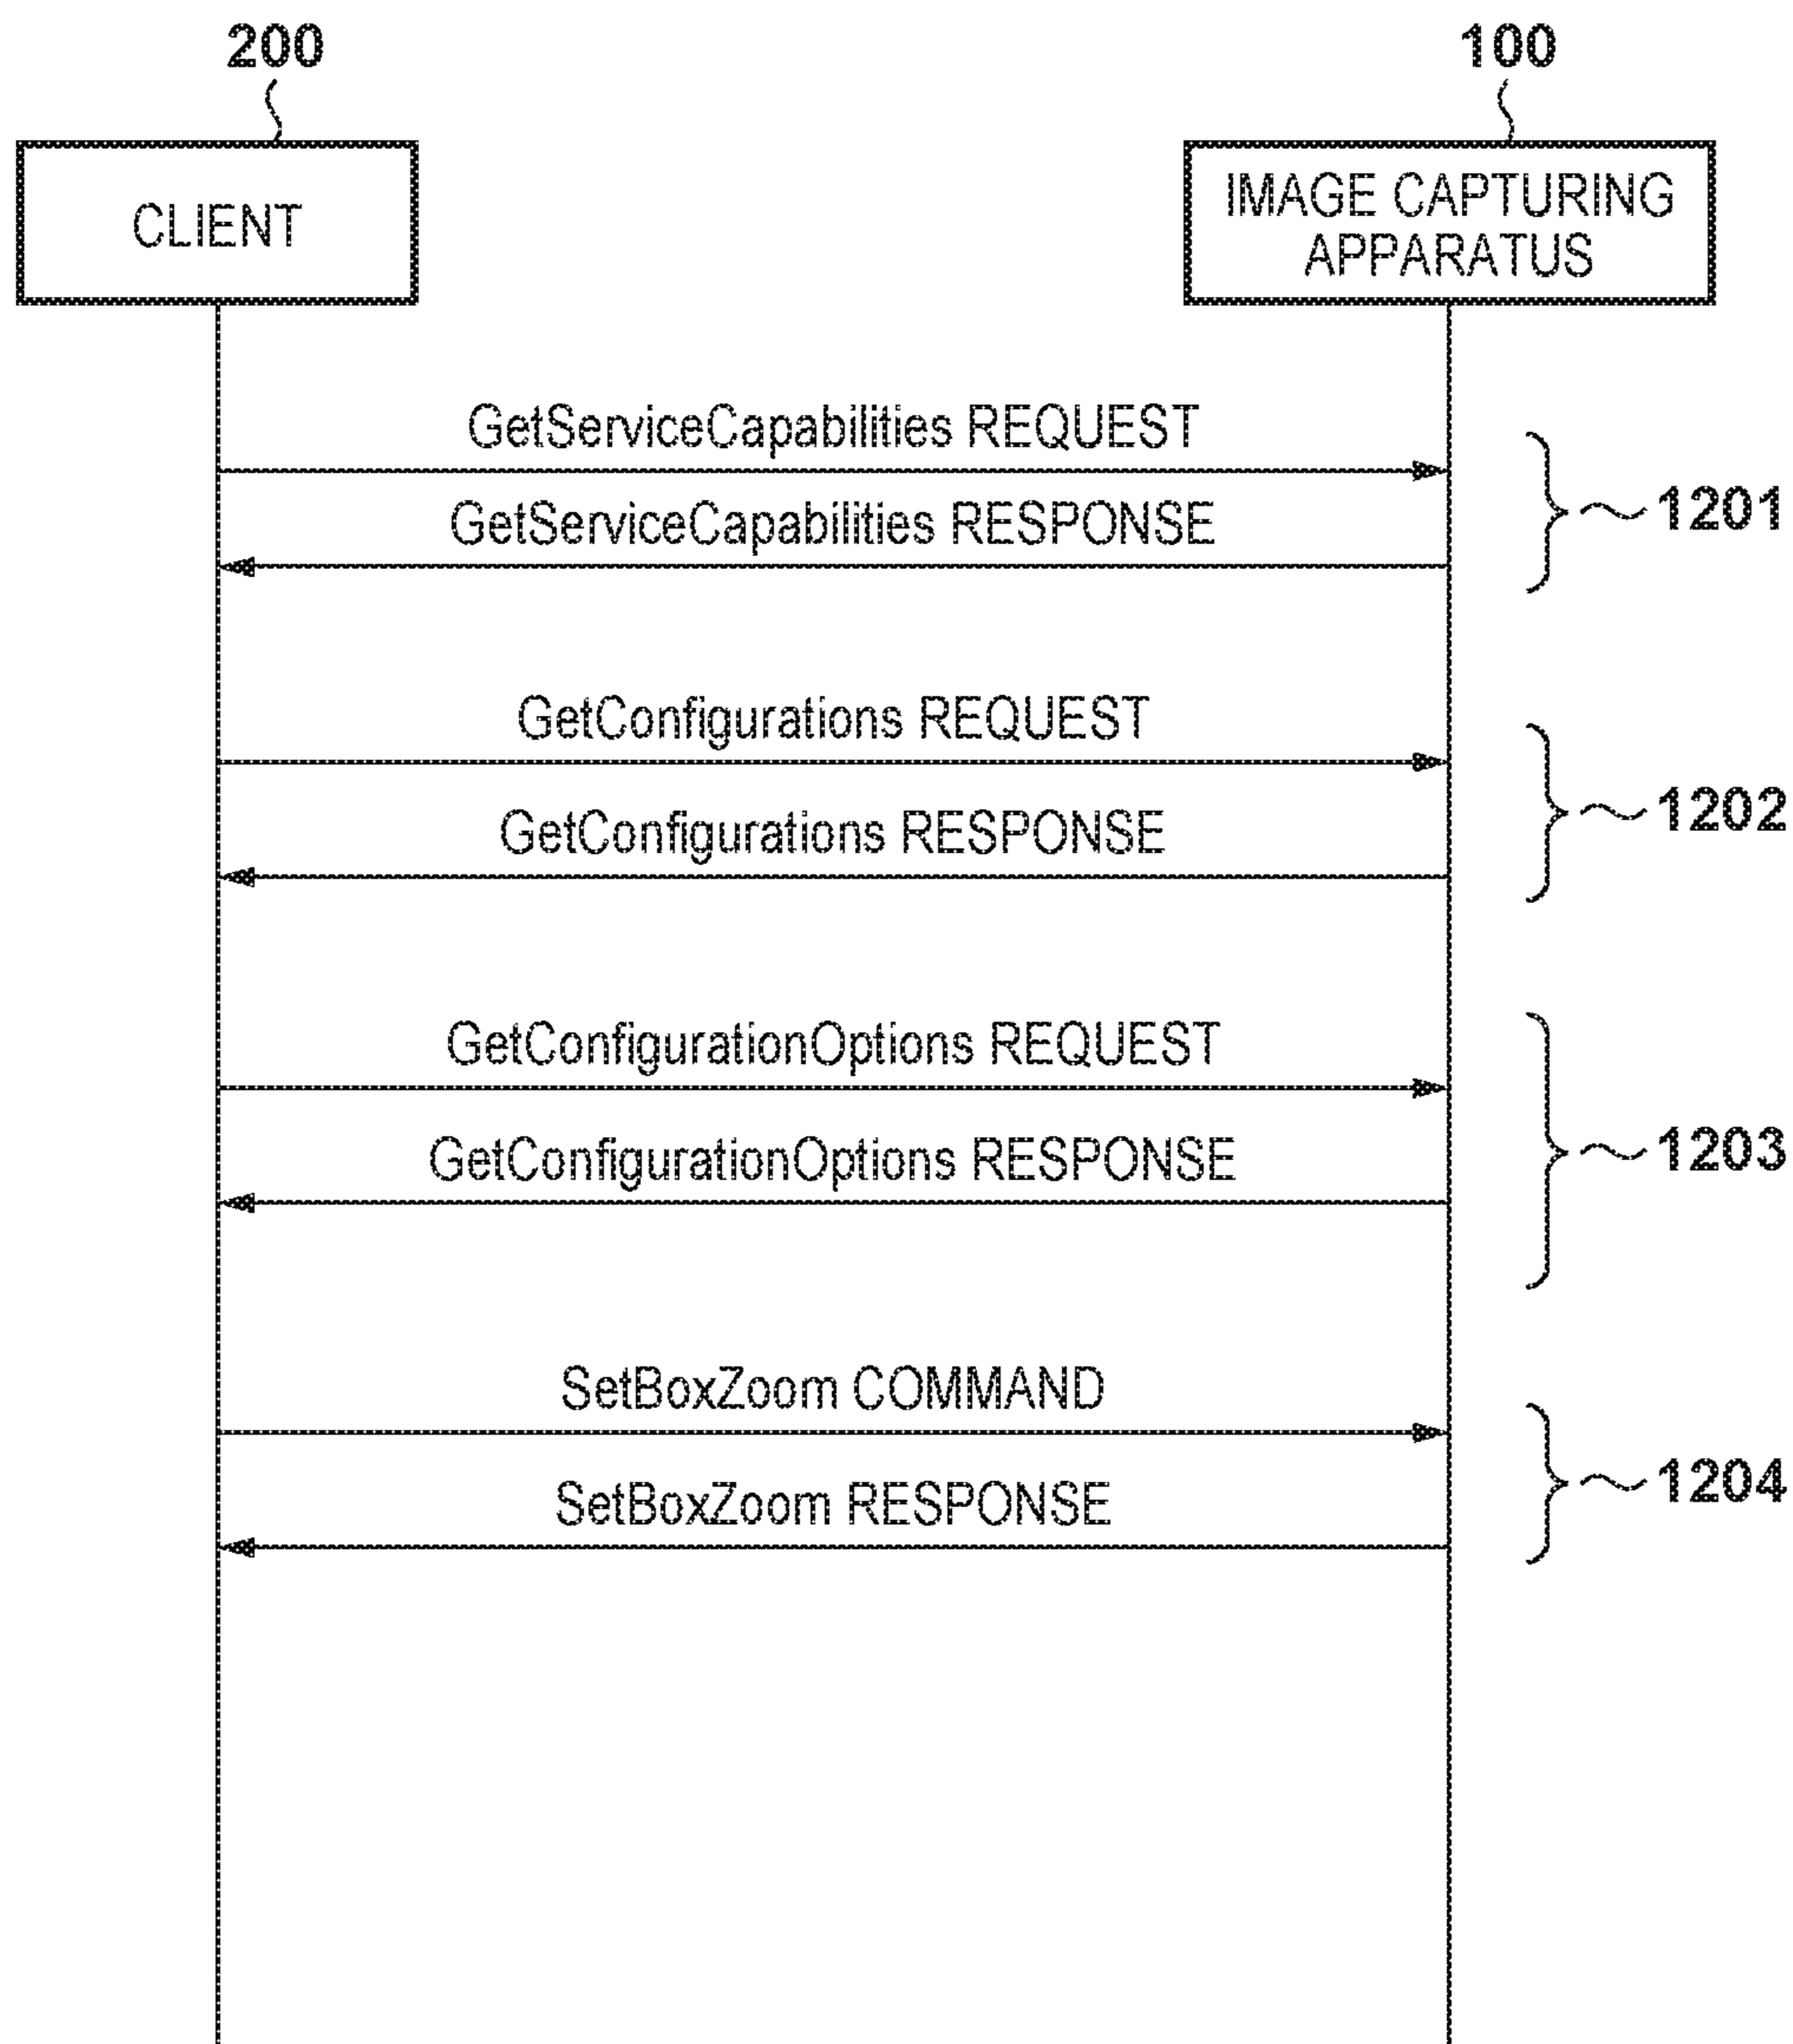 200
100
CLIENT
IMAGE CAPTURING
APPARATUS
GetServiceCapabilities REQUEST
GetServiceCapabilities RESPONSE
1201
GetConfigurations REQUEST
GetConfigurations RESPONSE
1202
GetConfigurationOptions REQUEST
GetConfigurationOptions RESPONSE
1203
SetBoxZoom COMMAND
SetBoxZoom RESPONSE
1204